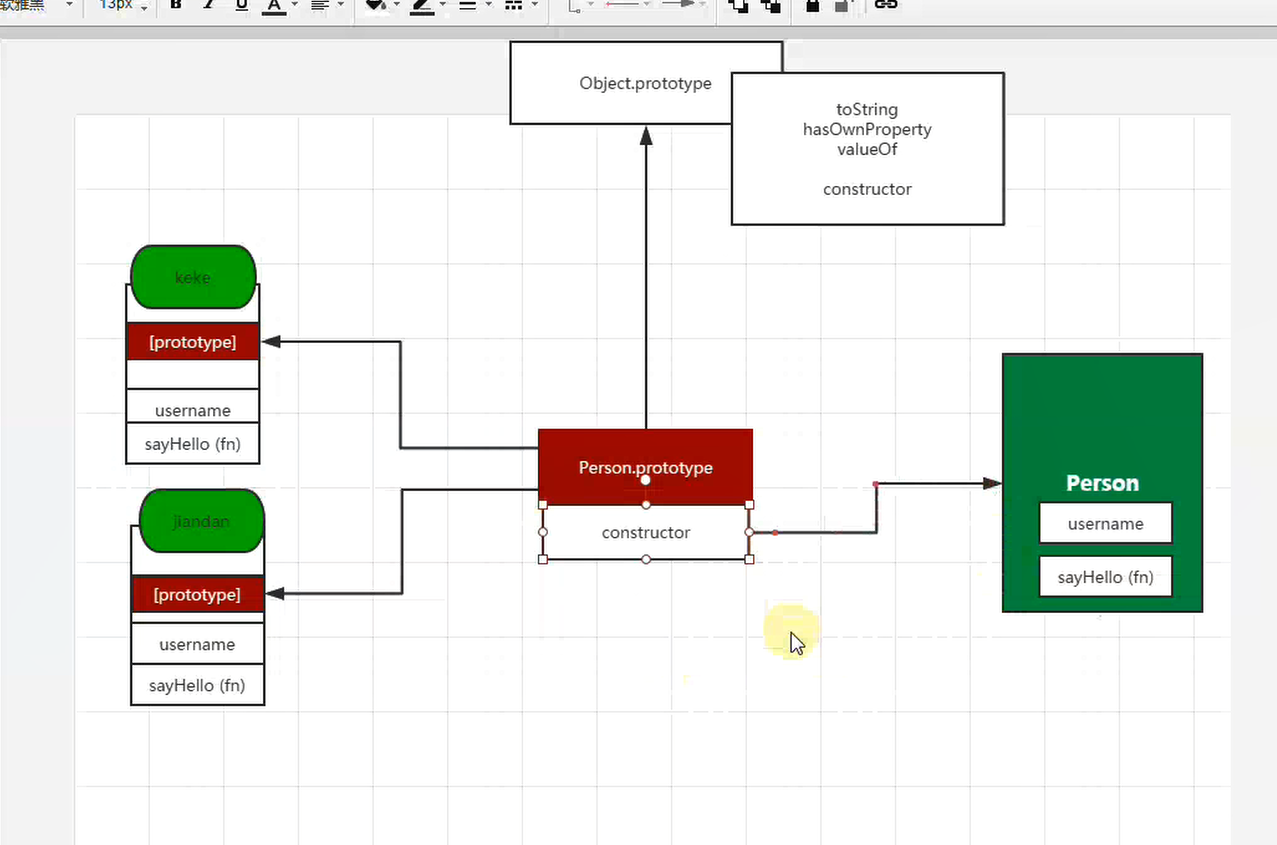 软雅黑 13px B I U A
Object.prototype
toString
hasOwnProperty
valueOf
constructor
keke
[prototype]
username
sayHello (fn)
Person.prototype
constructor
Person
username
sayHello (fn)
jiandan
[prototype]
username
sayHello (fn)